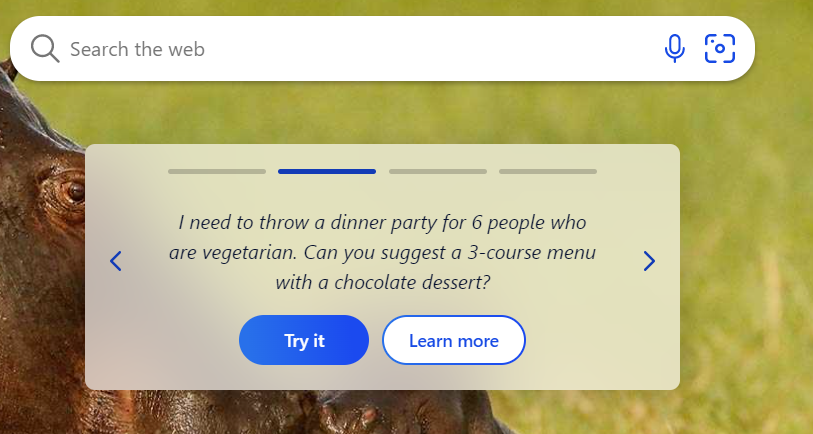 Search the web
I need to throw a dinner party for 6 people who
are vegetarian. Can you suggest a 3-course menu
with a chocolate dessert?
Try it
Learn more